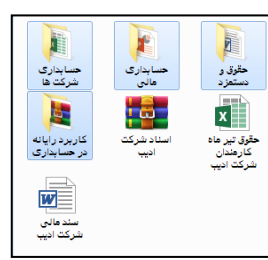 حقوق و
دستمزد
حسابداری
مالی
حسابداری
شرکت ها
حقوق تیر ماه
کارمندان
شرکت ادیب
اسناد شرکت
ادیب
کاربرد رایانه
در حسابداری
سند مالی
شرکت ادیب